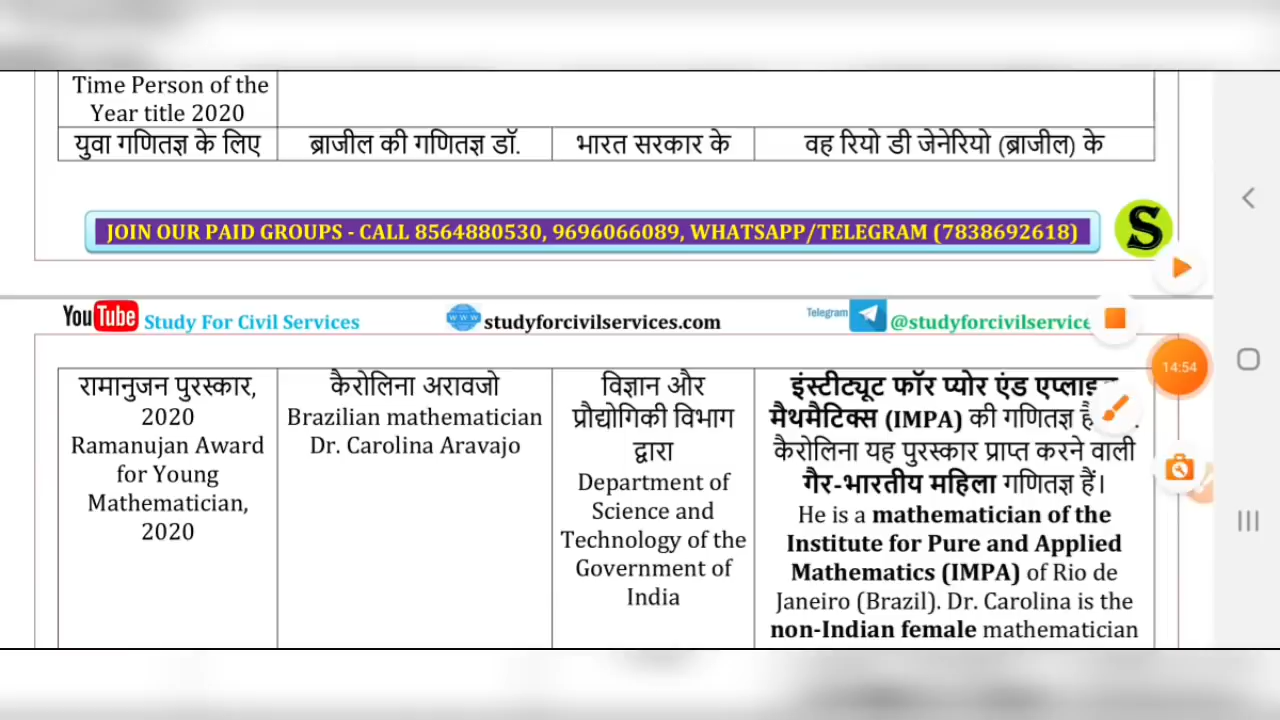 Time Person of the
Year title 2020
युवा गणितज्ञ के लिए
ब्राजील की गणितज्ञ डॉ.
भारत सरकार के
वह रियो डी जेनेरियो (ब्राजील) के
JOIN OUR PAID GROUPS - CALL 8564880530, 9696066089, WHATSAPP/TELEGRAM (7838692618)
S
YouTube Study For Civil Services
www studyforcivilservices.com
Telegram @studyforcivilservice
14:54
रामानुजन पुरस्कार,
2020
Ramanujan Award
for Young
Mathematician,
2020
कैरोलिना अरावजो
Brazilian mathematician
Dr. Carolina Aravajo
विज्ञान और
प्रौद्योगिकी विभाग
द्वारा
Department of
Science and
Technology of the
Government of
India
इंस्टीट्यूट फॉर प्योर एंड
मैथमैटिक्स (IMPA) की गणितज्ञ
कैरोलिना यह पुरस्कार प्राप्त करने वाली
गैर-भारतीय महिला गणितज्ञ हैं।
He is a mathematician of the
Institute for Pure and Applied
Mathematics (IMPA) of Rio de
Janeiro (Brazil). Dr. Carolina is the
non-Indian female mathematician